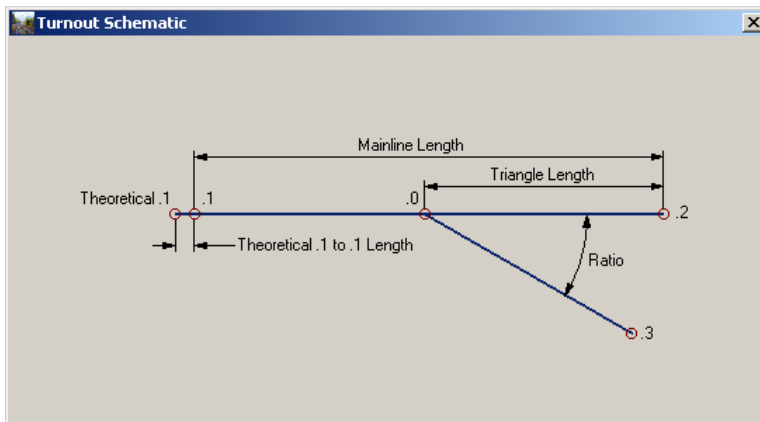 Turnout Schematic
Mainline Length
Triangle Length
Theoretical .1
.1
.0
.2
Theoretical .1 to .1 Length
Ratio
.3